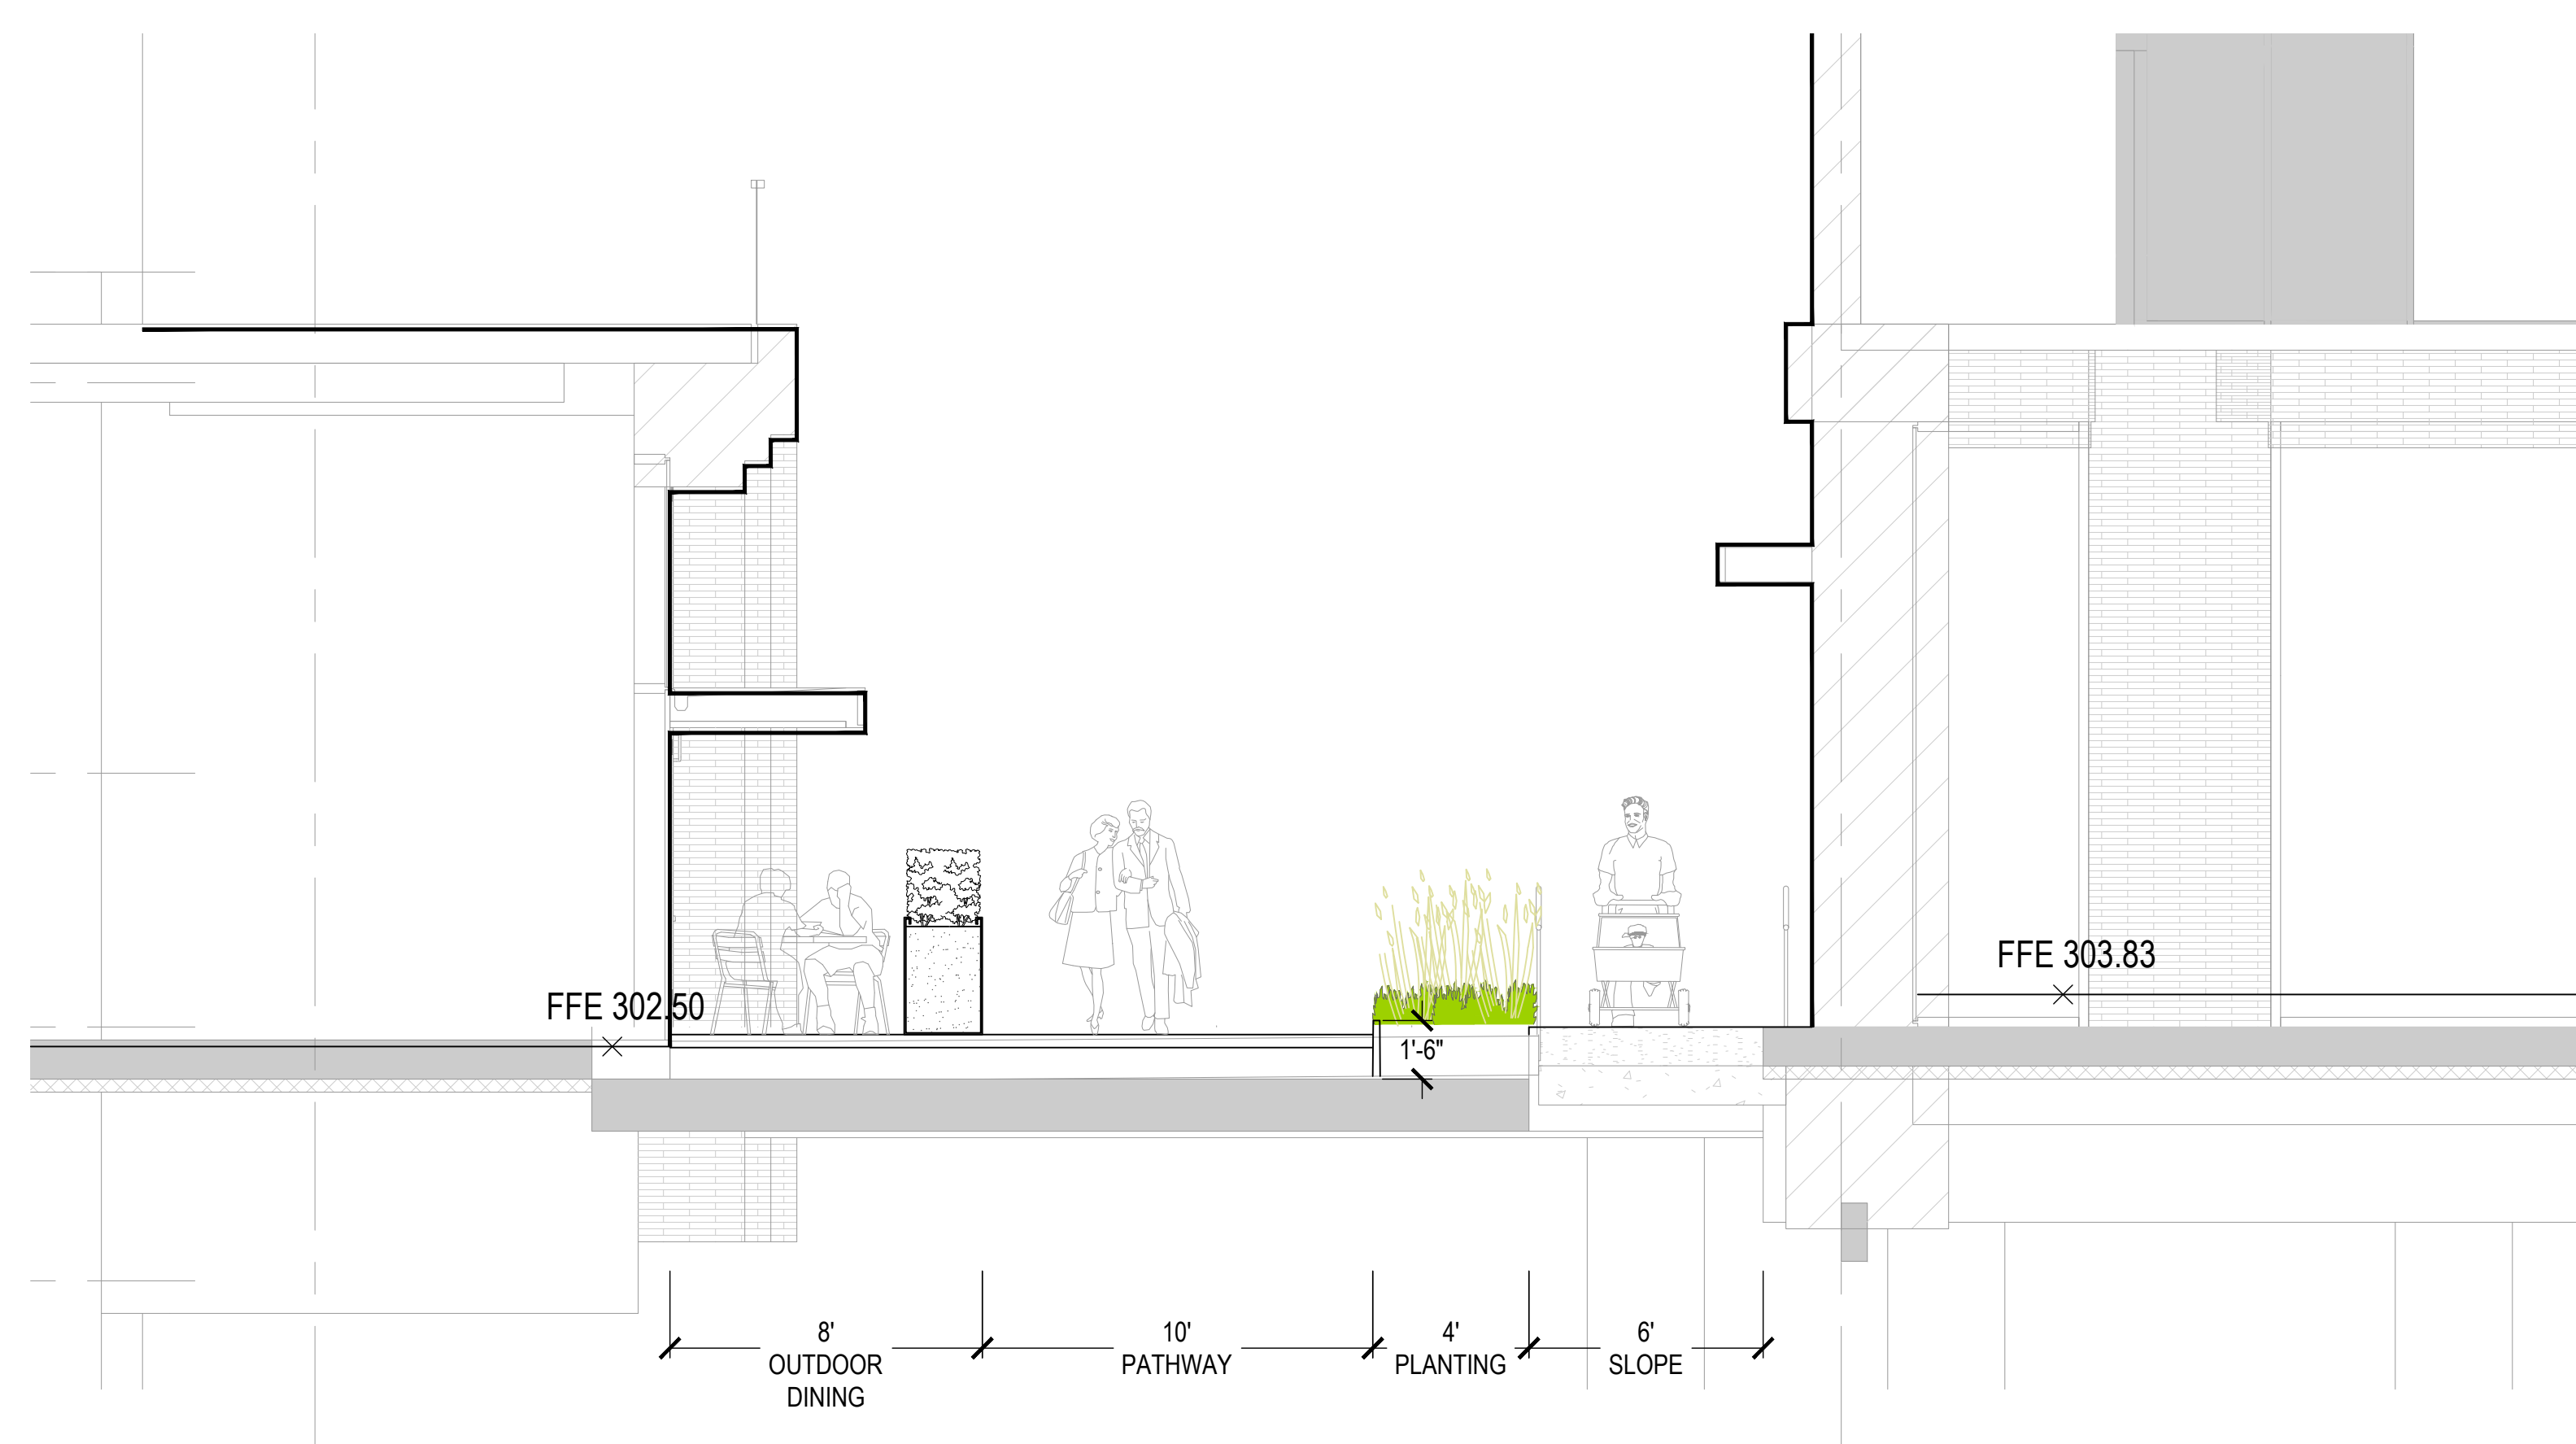 FFE 303.83
FFE 302.50
1'-6"
8'
OUTDOOR
DINING
10'
PATHWAY
4'
PLANTING
6'
SLOPE